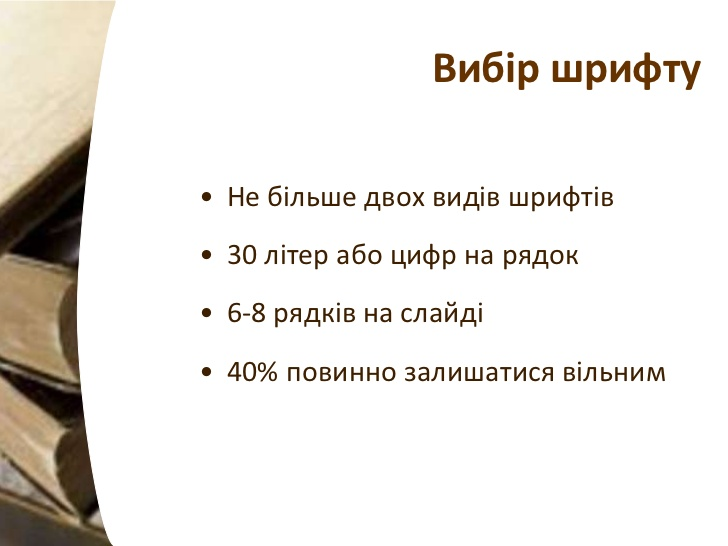 Вибір шрифту
• Не більше двох видів шрифтів
• 30 літер або цифр на рядок
• 6-8 рядків на слайді
• 40% повинно залишатися вільним